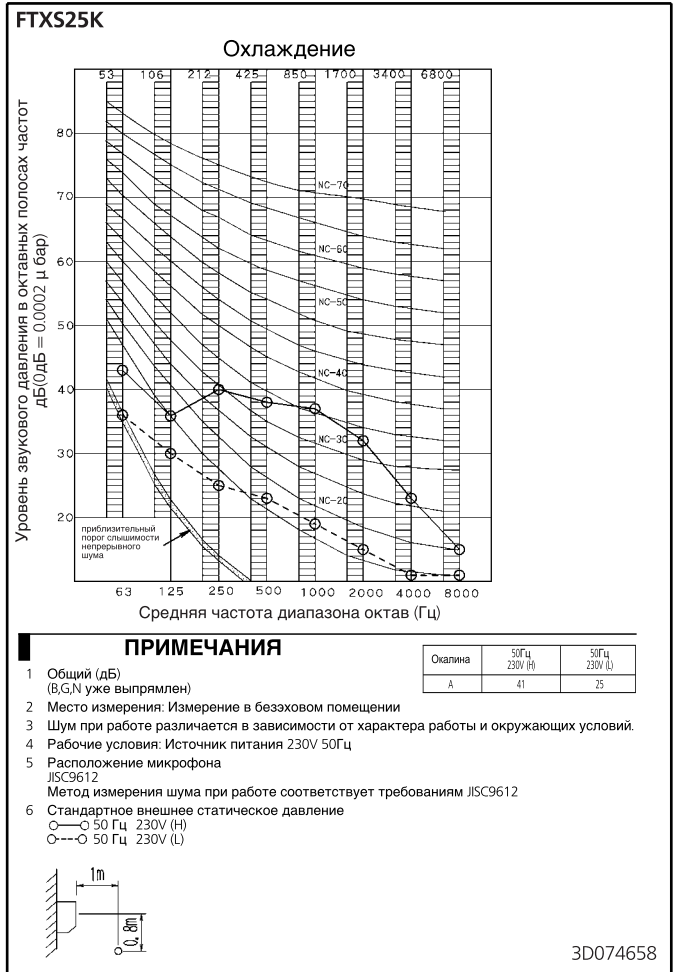 FTXS25K
Охлаждение
53 106 212 425 850 1700 3400 6800
Уровень звукового давления в октавных полосах частот
дБ(0дБ = 0.0002 µ бар)
80
70
60
50
40
30
20
NC-70
NC-60
NC-50
NC-40
NC-30
NC-20
приблизительный
порог слышимости
непрерывного
шума
63 125 250 500 1000 2000 4000 8000
Средняя частота диапазона октав (Гц)
ПРИМЕЧАНИЯ
Окалина 50Гц 230V (H) 50Гц 230V (L)
A 41 25
1 Общий (дБ)
(B,G,N уже выпрямлен)
2 Место измерения: Измерение в безэховом помещении
3 Шум при работе различается в зависимости от характера работы и окружающих условий.
4 Рабочие условия: Источник питания 230V 50Гц
5 Расположение микрофона
JISC9612
Метод измерения шума при работе соответствует требованиям JISC9612
6 Стандартное внешнее статическое давление
50 Гц 230V (H)
50 Гц 230V (L)
1m
0.8m
3D074658